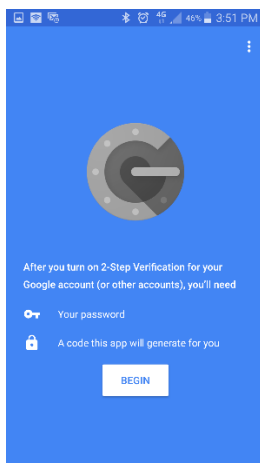 4G 46% 3:51 PM
After you turn on 2-Step Verification for your
Google account (or other accounts), you'll need
Your password
A code this app will generate for you
BEGIN